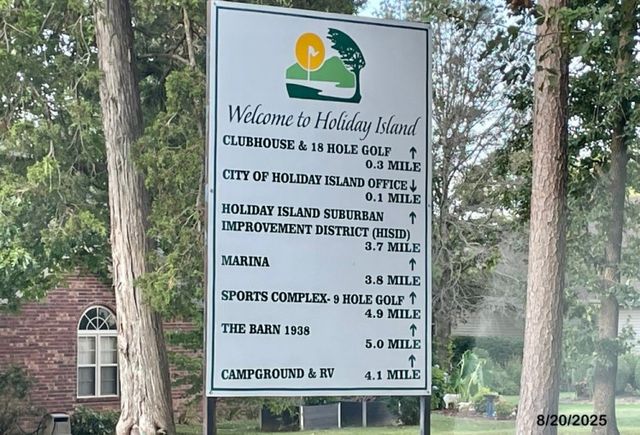 Welcome to Holiday Island
CLUBHOUSE & 18 HOLE GOLF ↑
0.3 MILE
CITY OF HOLIDAY ISLAND OFFICE ↓
0.1 MILE
HOLIDAY ISLAND SUBURBAN ↑
IMPROVEMENT DISTRICT (HISID)
3.7 MILE
MARINA ↑
3.8 MILE
SPORTS COMPLEX- 9 HOLE GOLF ↑
4.9 MILE
THE BARN 1938 ↑
5.0 MILE
↑
CAMPGROUND & RV 4.1 MILE
8/20/2025